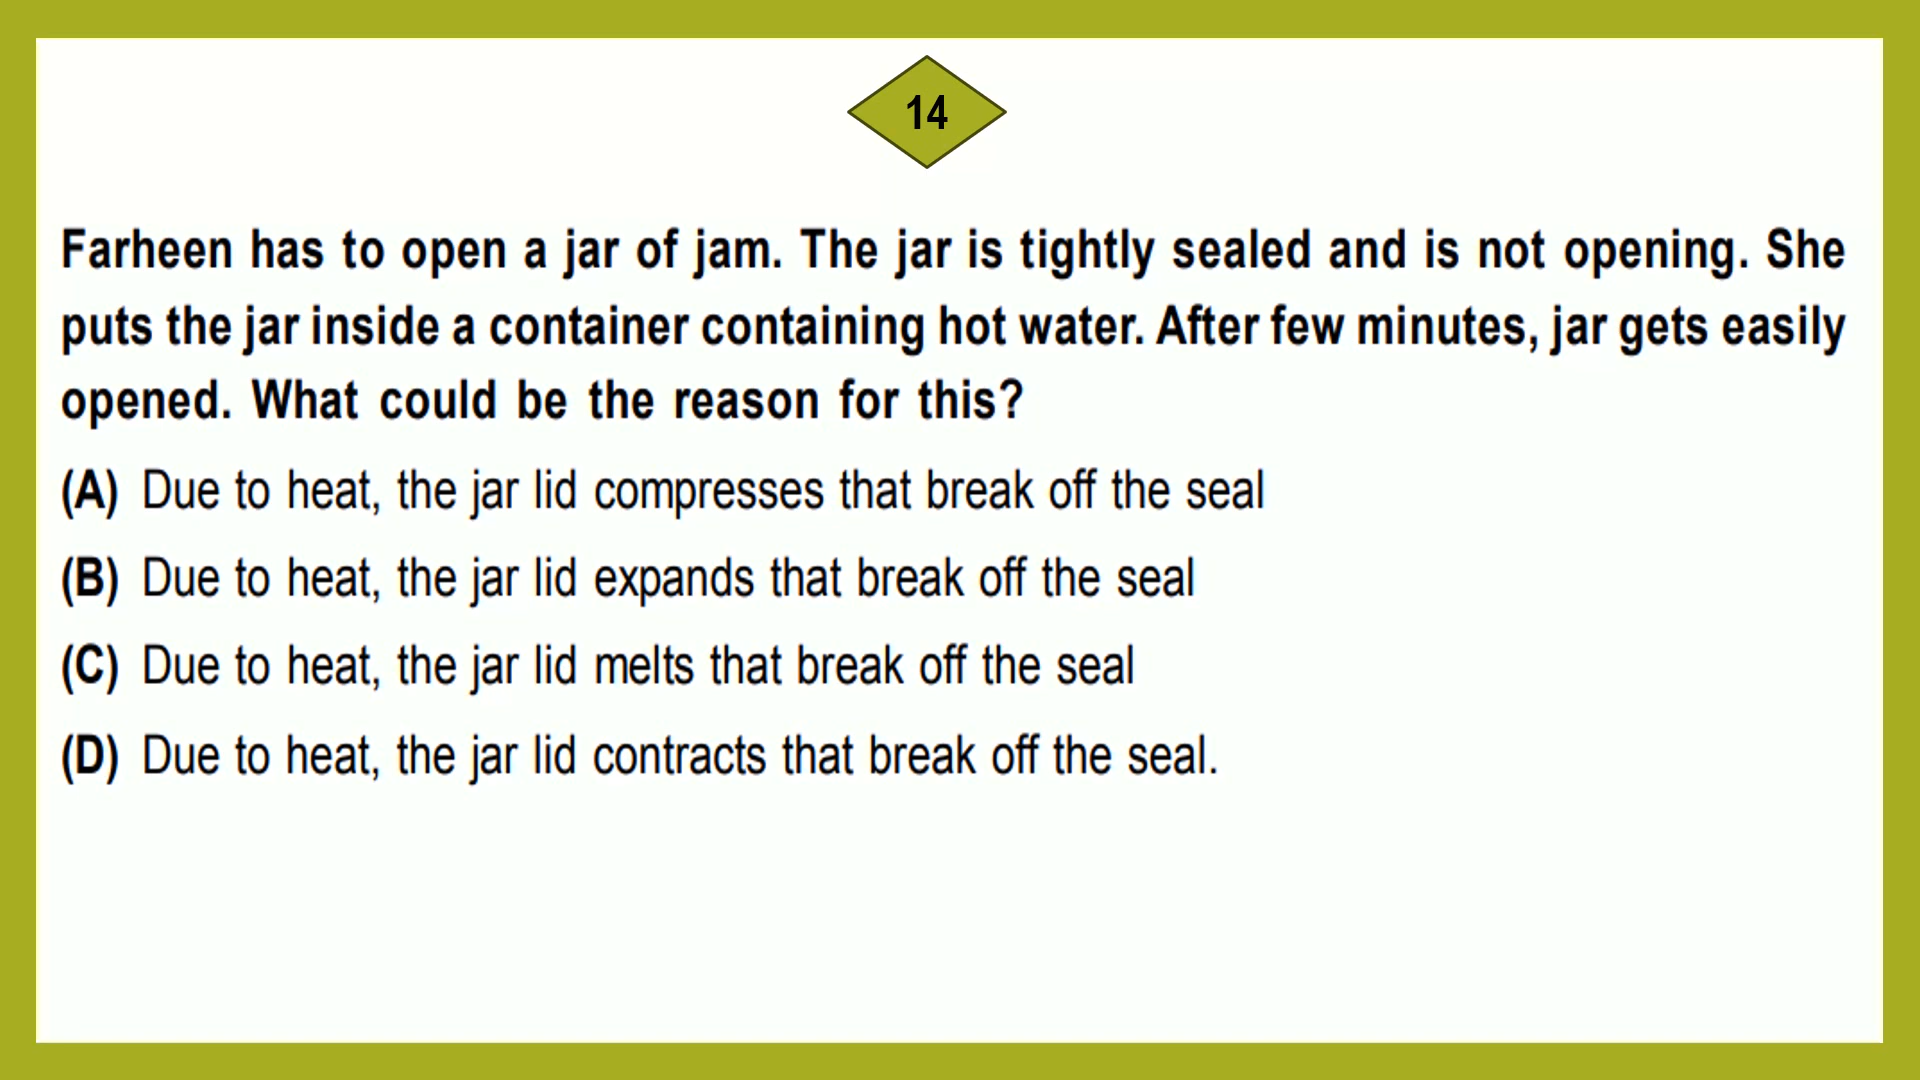 14
Farheen has to open a jar of jam. The jar is tightly sealed and is not opening. She
puts the jar inside a container containing hot water. After few minutes, jar gets easily
opened. What could be the reason for this?
(A) Due to heat, the jar lid compresses that break off the seal
(B) Due to heat, the jar lid expands that break off the seal
(C) Due to heat, the jar lid melts that break off the seal
(D) Due to heat, the jar lid contracts that break off the seal.